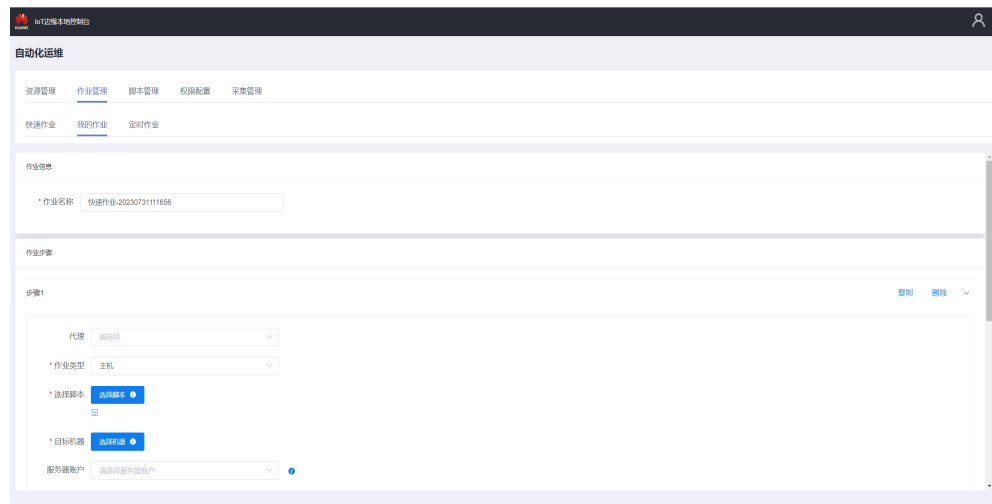 HUAWEI IoT边缘本地控制台
自动化运维
资源管理 作业管理 脚本管理 权限配置 采集管理
快速作业 我的作业 定时作业
作业信息
* 作业名称 快速作业-20230731111656
作业步骤
步骤1 复制 删除
代理 请选择
* 作业类型 主机
* 选择脚本 选择脚本
* 目标机器 选择机器
服务器账户 请选择服务器账户